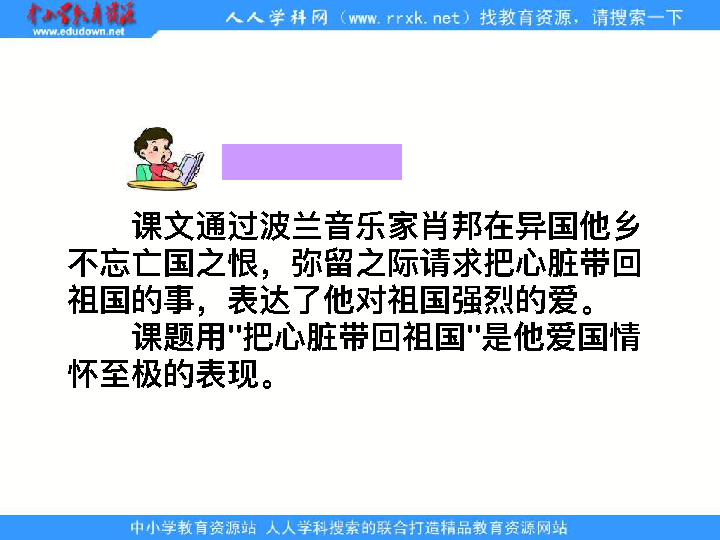 中小学教育资源
www.edudown.net
人人学科网（www.rrxk.net）找教育资源，请搜索一下
课文通过波兰音乐家肖邦在异国他乡
不忘亡国之恨，弥留之际请求把心脏带回
祖国的事，表达了他对祖国强烈的爱。
课题用"把心脏带回祖国"是他爱国情
怀至极的表现。
中小学教育资源站 人人学科搜索的联合打造精品教育资源网站